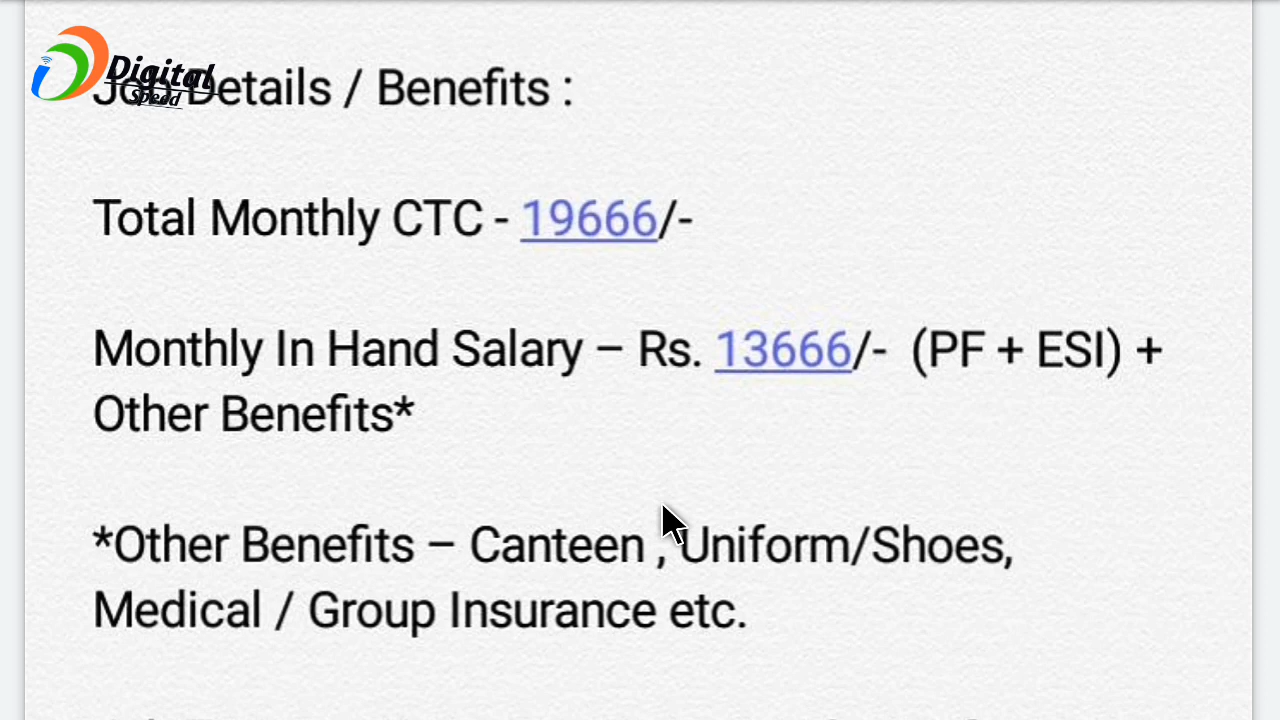 Digital
Speed
Job Details / Benefits :
Total Monthly CTC - 19666/-
Monthly In Hand Salary – Rs. 13666/- (PF + ESI) +
Other Benefits*
*Other Benefits – Canteen , Uniform/Shoes,
Medical / Group Insurance etc.